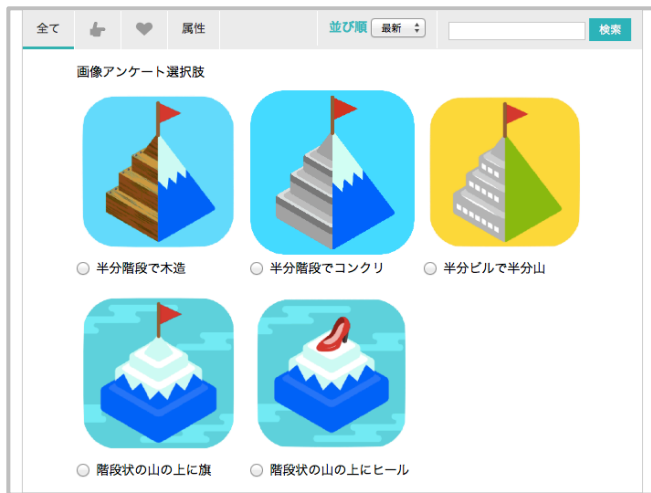 全て 属性 並び順 最新 検索
画像アンケート選択肢
半分階段で木造 半分階段でコンクリ 半分ビルで半分山
階段状の山の上に旗 階段状の山の上にヒール